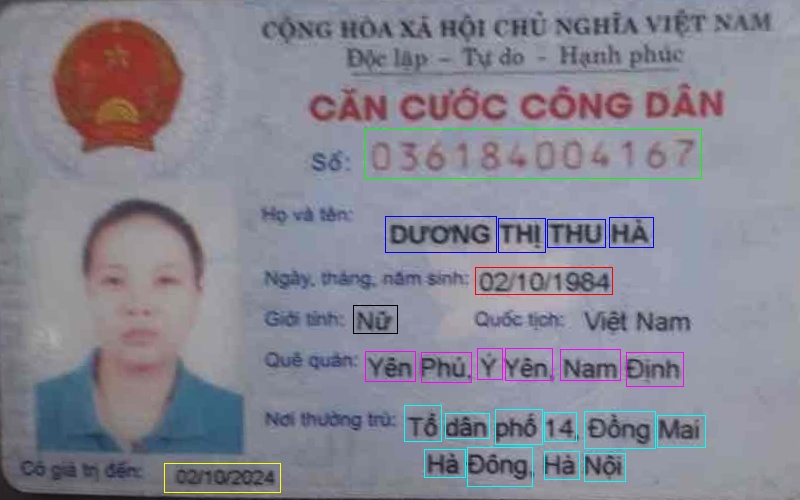 CỘNG HÒA XÃ HỘI CHỦ NGHĨA VIỆT NAM
Độc lập - Tự do - Hạnh phúc
CĂN CƯỚC CÔNG DÂN
Số: 036184004167
Họ và tên:
DƯƠNG THỊ THU HÀ
Ngày, tháng, năm sinh: 02/10/1984
Giới tính: Nữ Quốc tịch: Việt Nam
Quê quán: Yên Phú, Ý Yên, Nam Định
Nơi thường trú: Tổ dân phố 14, Đồng Mai
Hà Đông, Hà Nội
Có giá trị đến: 02/10/2024